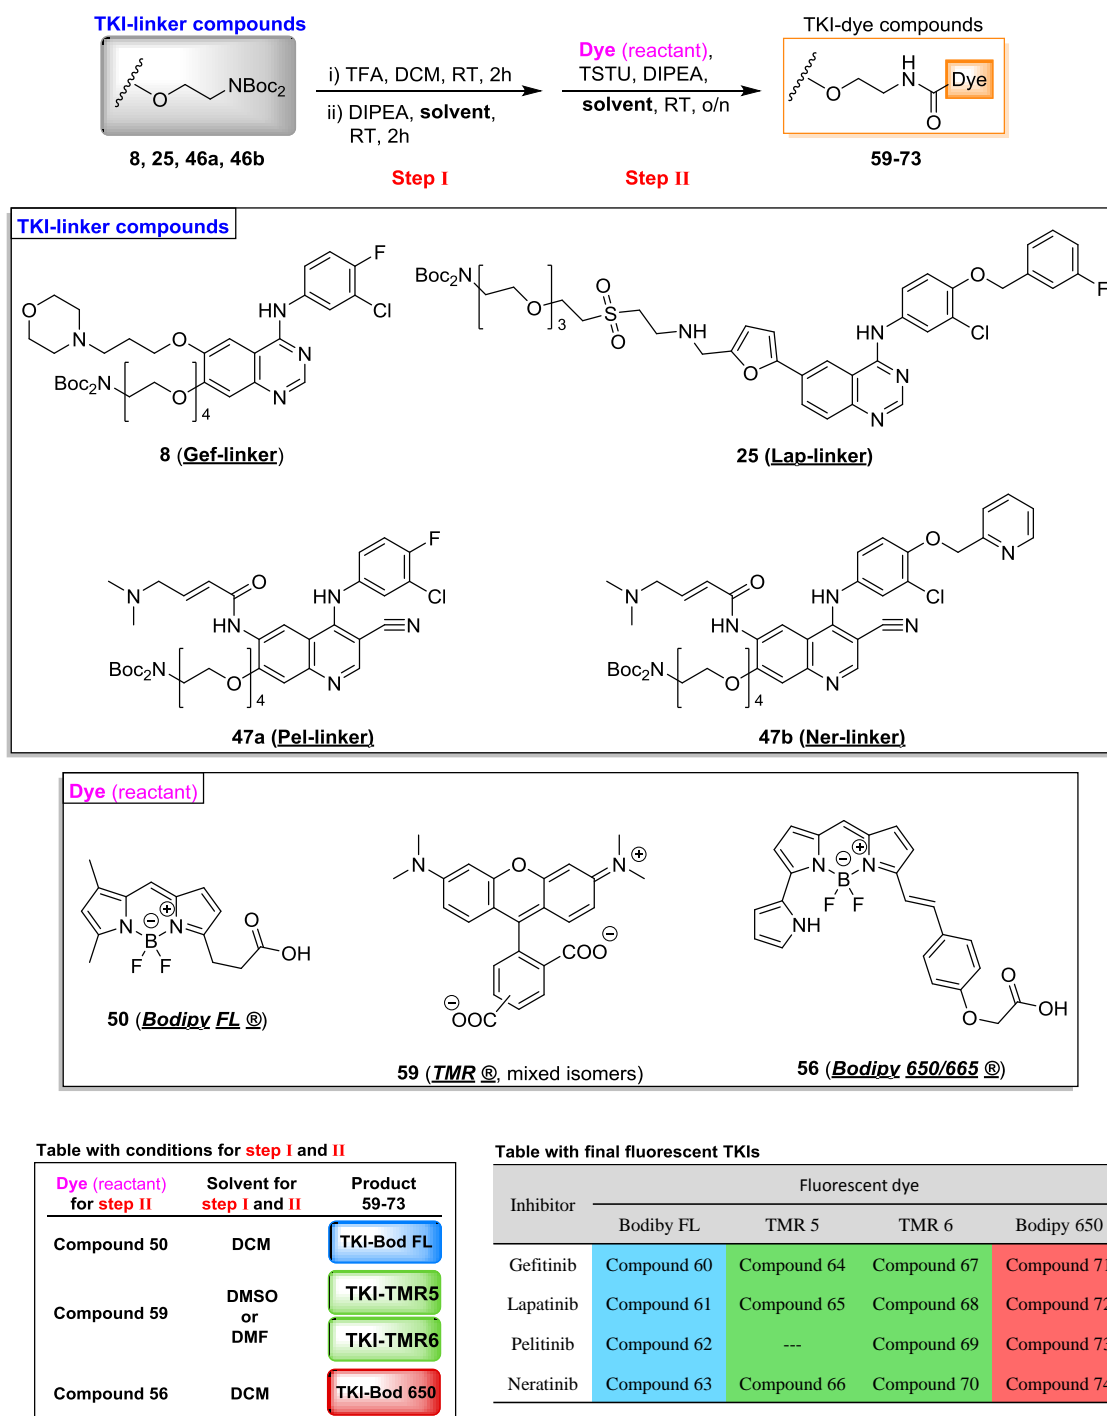 TKI-linker compounds
O
NBoc2
8, 25, 46a, 46b
i) TFA, DCM, RT, 2h
ii) DIPEA, solvent,
RT, 2h
Step I
Dye (reactant),
TSTU, DIPEA,
solvent, RT, o/n
Step II
TKI-dye compounds
O
H
N
Dye
O
59-73
TKI-linker compounds
F
Cl
HN
O
N
O
N
N
Boc2N
O
4
8 (Gef-linker)
Boc2N
O
3
O
S
O
NH
O
O
F
Cl
HN
N
N
25 (Lap-linker)
F
Cl
N
O
HN
HN
N
Boc2N
O
4
N
47a (Pel-linker)
O
N
Cl
N
O
HN
HN
N
Boc2N
O
4
N
47b (Ner-linker)
Dye (reactant)
N
B
N
F F
O
OH
50 (Bodipy FL ®)
N
O
N
COO
OOC
59 (TMR ®, mixed isomers)
N
B
N
F F
NH
O
O
OH
56 (Bodipy 650/665 ®)
Table with conditions for step I and II
Dye (reactant) Solvent for Product
for step II step I and II 59-73
Compound 50 DCM TKI-Bod FL
Compound 59 DMSO or DMF TKI-TMR5
TKI-TMR6
Compound 56 DCM TKI-Bod 650
Table with final fluorescent TKIs
Inhibitor Fluorescent dye
Bodiby FL TMR 5 TMR 6 Bodipy 650
Gefitinib Compound 60 Compound 64 Compound 67 Compound 71
Lapatinib Compound 61 Compound 65 Compound 68 Compound 72
Pelitinib Compound 62 --- Compound 69 Compound 73
Neratinib Compound 63 Compound 66 Compound 70 Compound 74